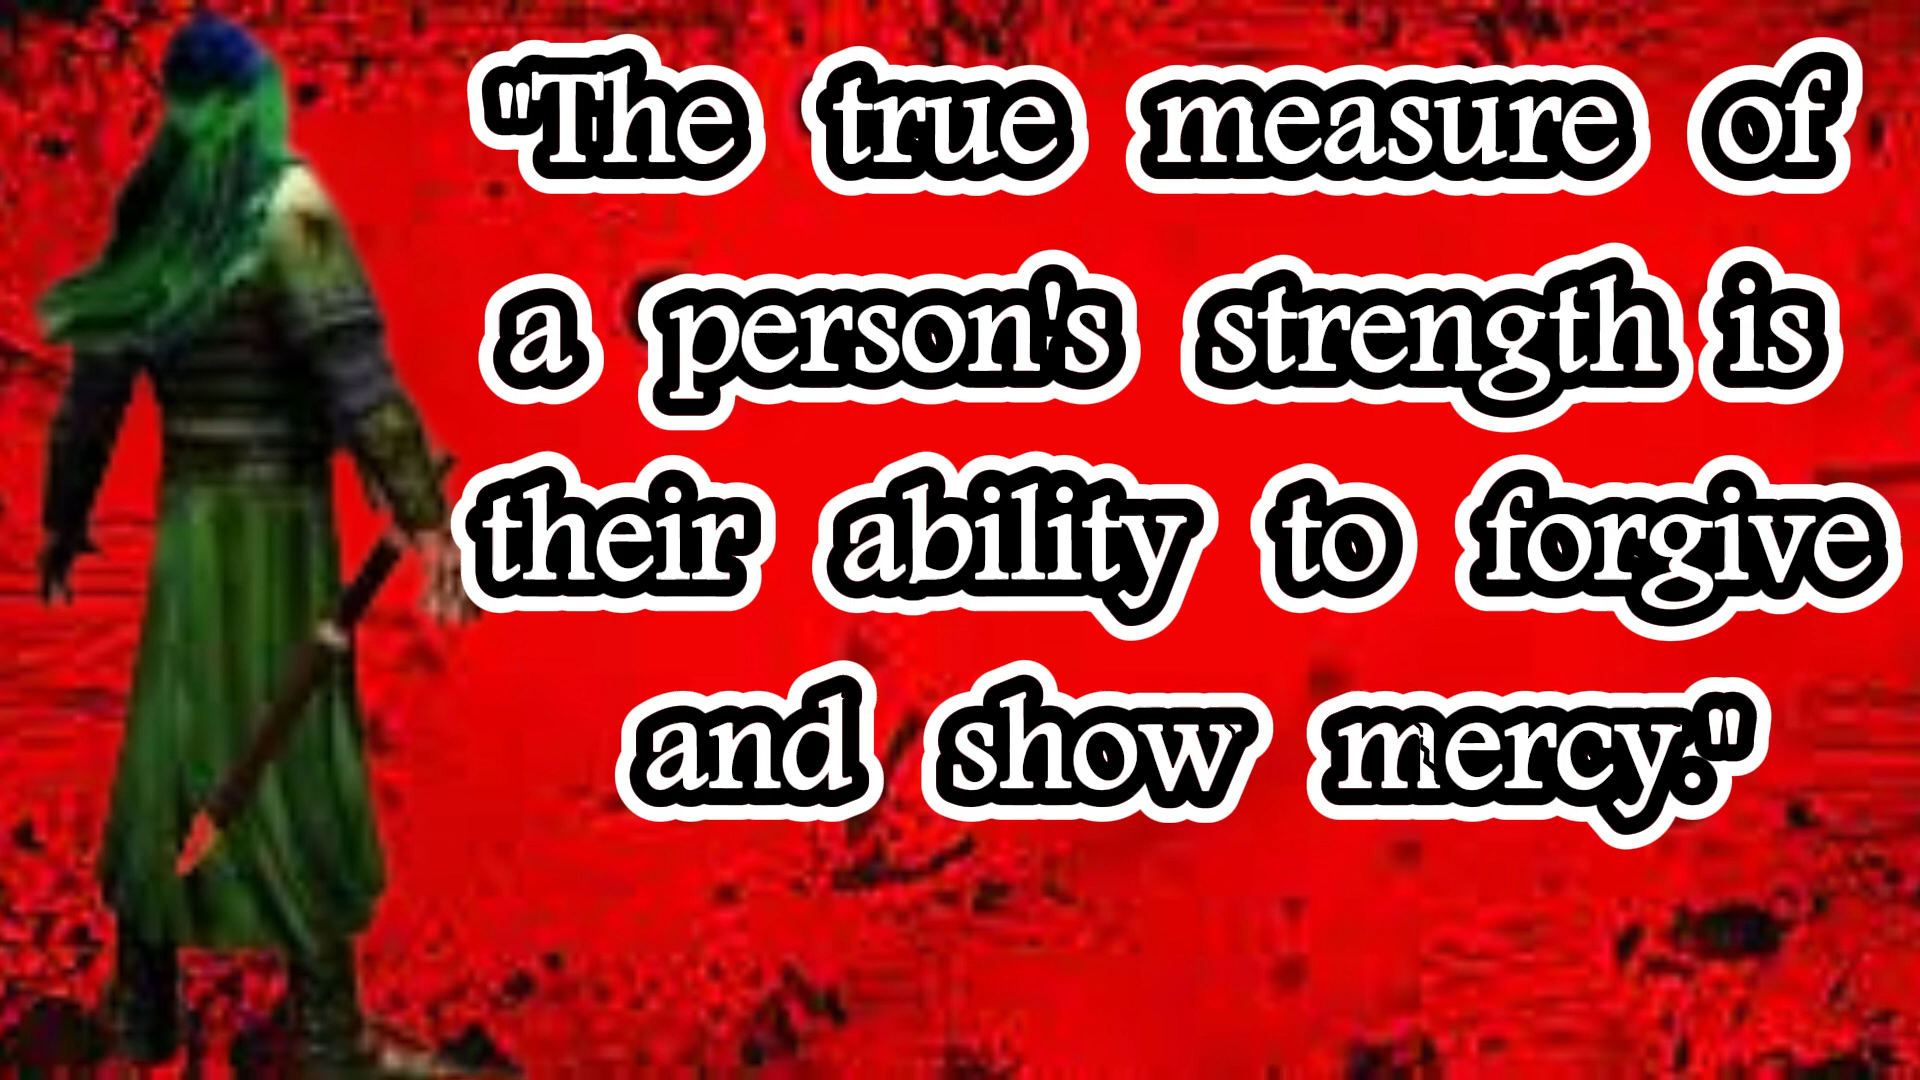 "The true measure of
a person's strength is
their ability to forgive
and show mercy."